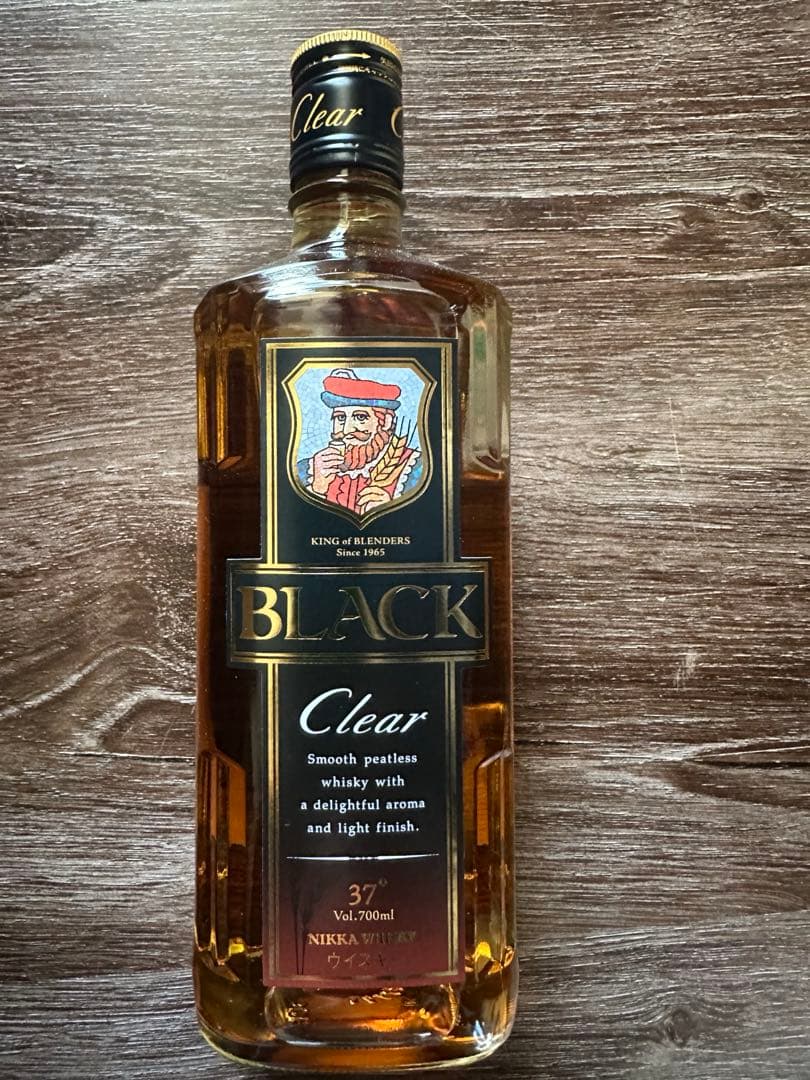 Clear
KING of BLENDERS
Since 1965
BLACK
Clear
Smooth peatless
whisky with
a delightful aroma
and light finish.
37°
Vol.700ml
NIKKA WHISKY
ウイスキ